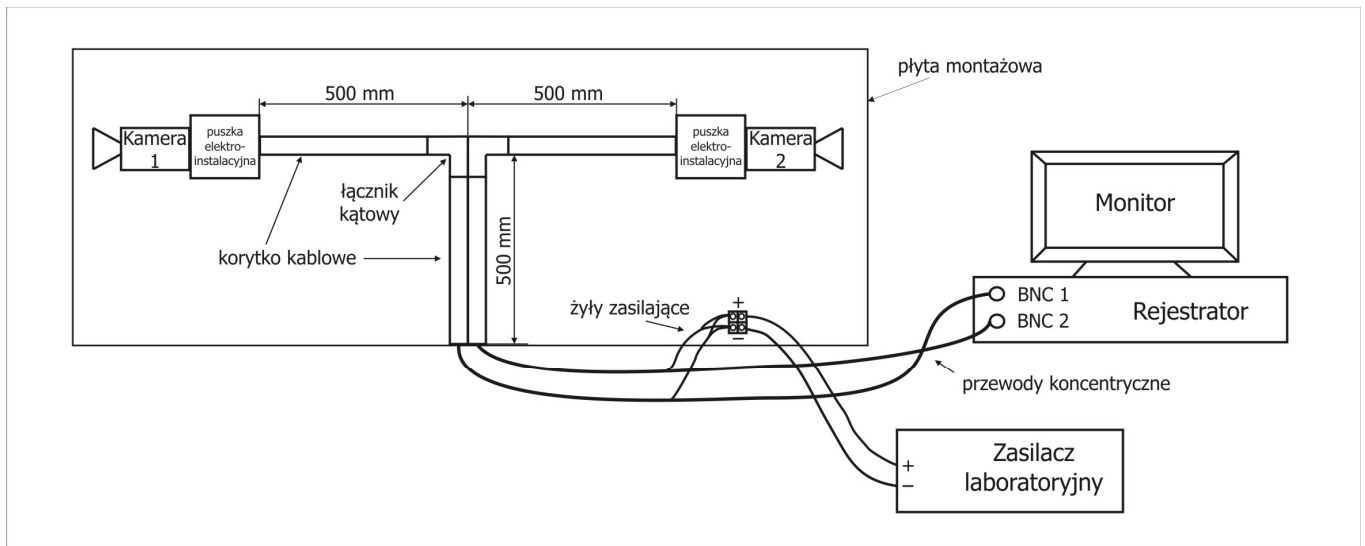 płyta montażowa
500 mm
500 mm
Kamera
1
puszka
elektro-
instalacyjna
puszka
elektro-
instalacyjna
Kamera
2
łącznik
kątowy
korytko kablowe
500 mm
Monitor
żyły zasilające
+
−
BNC 1
BNC 2
Rejestrator
przewody koncentryczne
+
−
Zasilacz
laboratoryjny